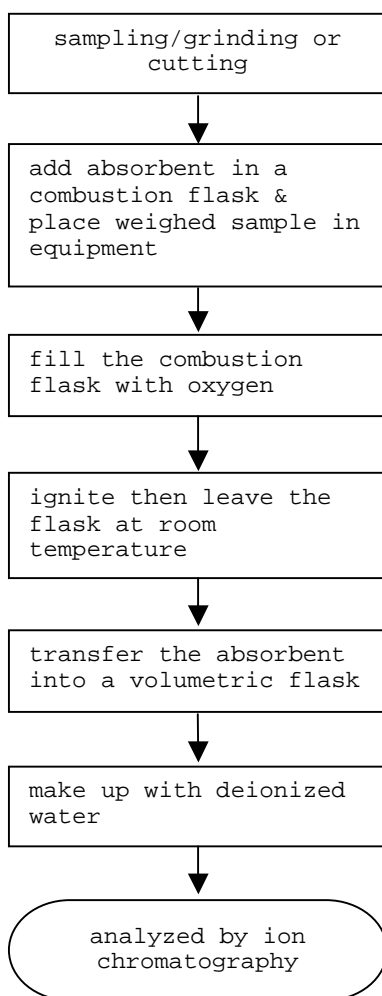 sampling/grinding or
cutting
add absorbent in a
combustion flask &
place weighed sample in
equipment
fill the combustion
flask with oxygen
ignite then leave the
flask at room
temperature
transfer the absorbent
into a volumetric flask
make up with deionized
water
analyzed by ion
chromatography